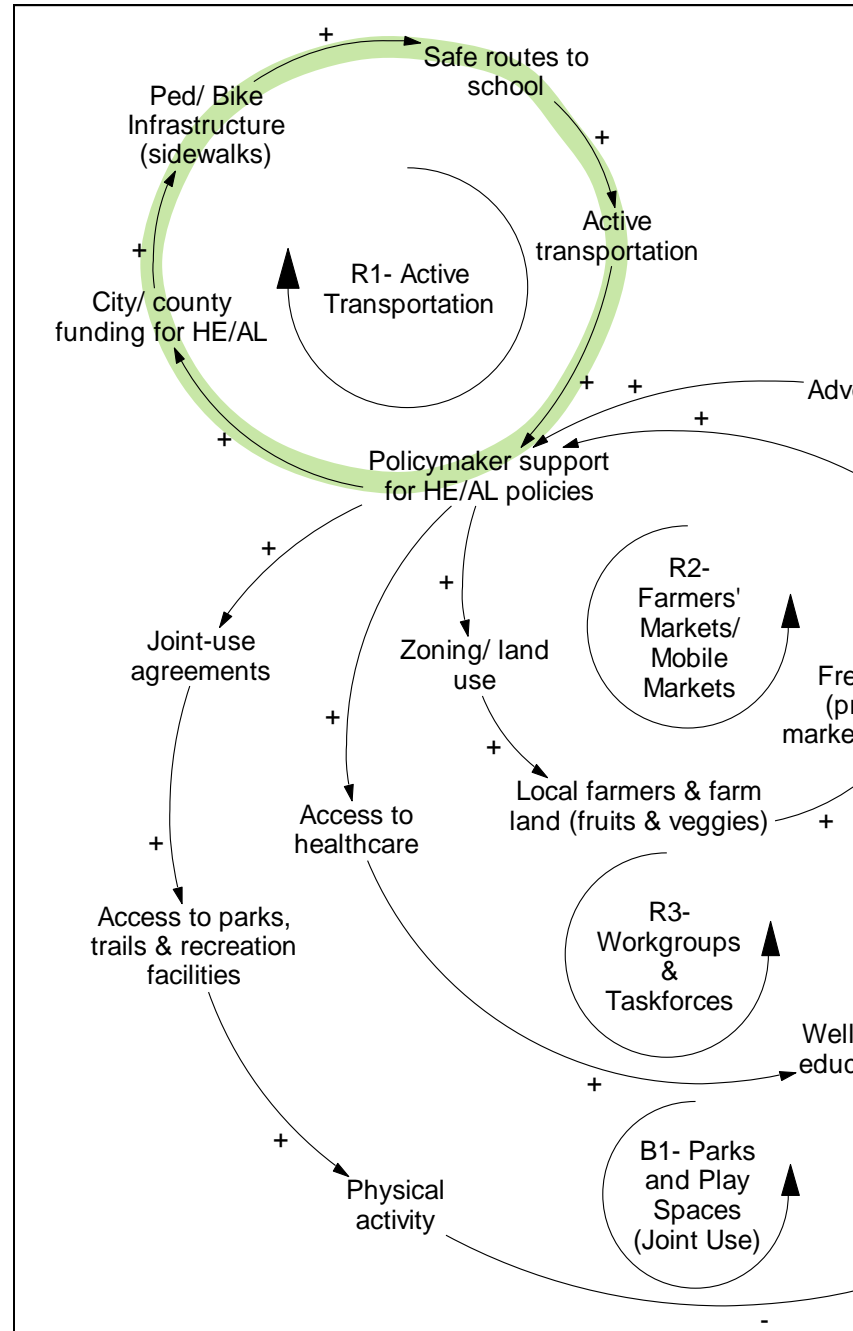 +
Safe routes to
school
Ped/ Bike
Infrastructure
(sidewalks)
+
Active
transportation
+
R1- Active
Transportation
City/ county
funding for HE/AL
+
+
+
+
Policymaker support
for HE/AL policies
+
+
R2-
Farmers'
Markets/
Mobile
Markets
Joint-use
agreements
Zoning/ land
use
+
+
Local farmers & farm
land (fruits & veggies)
+
+
Access to
healthcare
R3-
Workgroups
&
Taskforces
Access to parks,
trails & recreation
facilities
+
+
B1- Parks
and Play
Spaces
(Joint Use)
Physical
activity
-